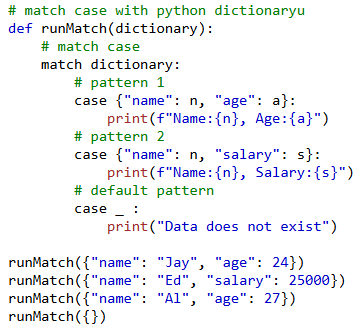 # match case with python dictionaryu
def runMatch(dictionary):
    # match case
    match dictionary:
        # pattern 1
        case {"name": n, "age": a}:
            print(f"Name:{n}, Age:{a}")
        # pattern 2
        case {"name": n, "salary": s}:
            print(f"Name:{n}, Salary:{s}")
        # default pattern
        case _ :
            print("Data does not exist")

runMatch({"name": "Jay", "age": 24})
runMatch({"name": "Ed", "salary": 25000})
runMatch({"name": "Al", "age": 27})
runMatch({})